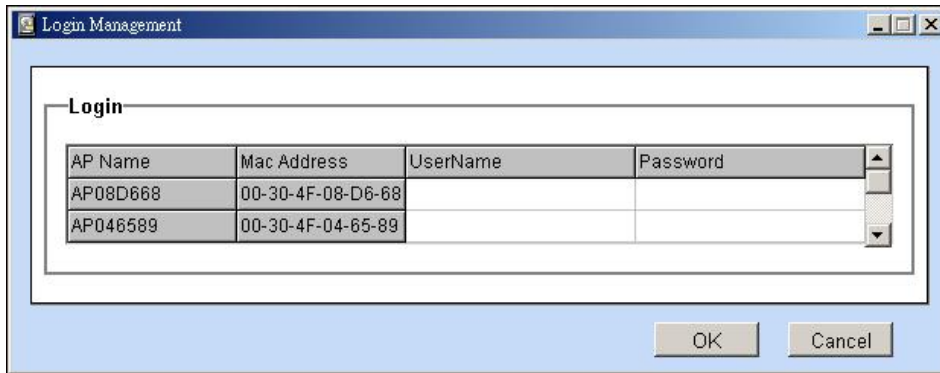 Login Management
Login
AP Name Mac Address UserName Password
AP08D668 00-30-4F-08-D6-68
AP046589 00-30-4F-04-65-89
OK Cancel